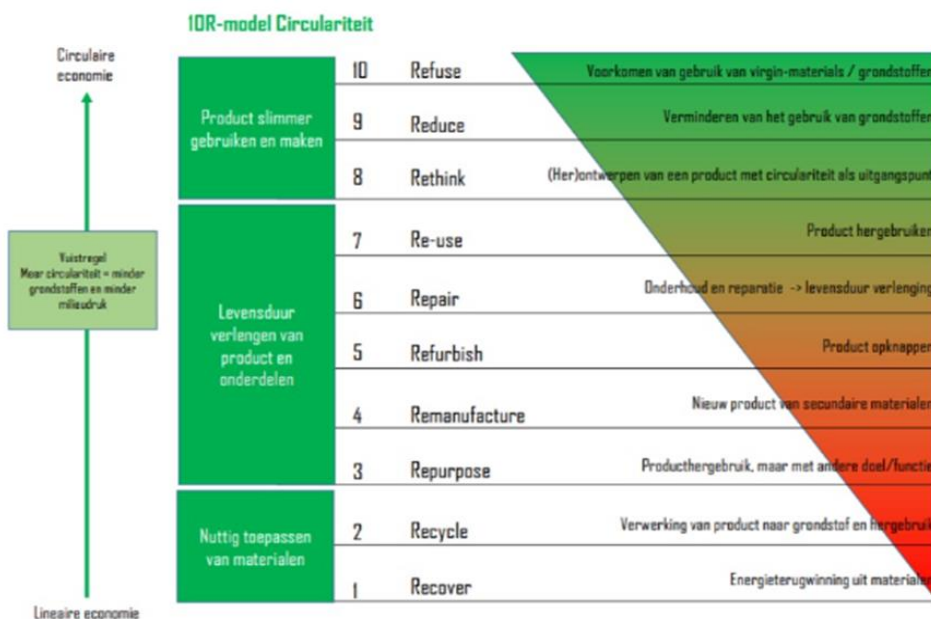 10R-model Circulariteit
Circulaire
economie
Vuistregel
Meer circulariteit = minder
grondstoffen en minder
milieudruk
Lineaire economie
Product slimmer
gebruiken en maken
10 Refuse Voorkomen van gebruik van virgin-materials / grondstoffen
9 Reduce Verminderen van het gebruik van grondstoffen
8 Rethink (Her)ontwerpen van een product met circulariteit als uitgangspunt
Levensduur
verlengen van
product en
onderdelen
7 Re-use Product hergebruiken
6 Repair Onderhoud en reparatie -> levensduur verlenging
5 Refurbish Product opknappen
4 Remanufacture Nieuw product van secundaire materialen
3 Repurpose Producthergebruik, maar met andere doel/functie
Nuttig toepassen
van materialen
2 Recycle Verwerking van product naar grondstof en hergebruik
1 Recover Energieterugwinning uit materialen